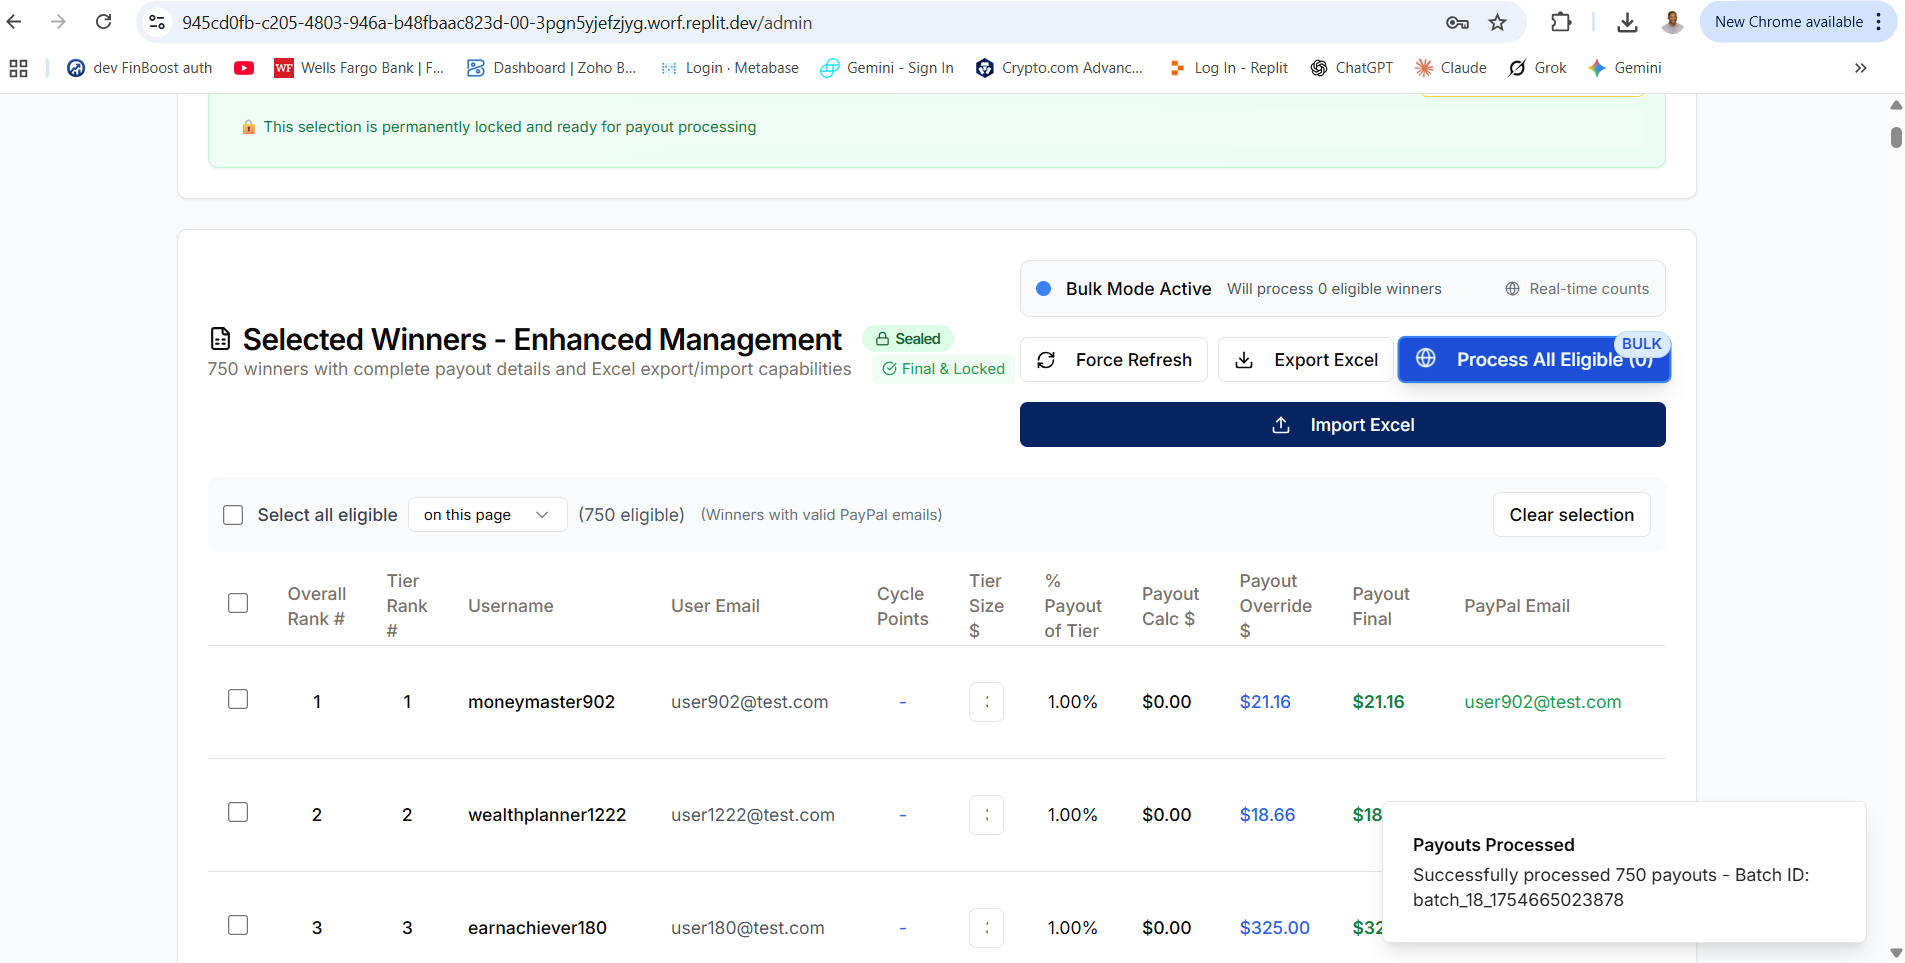 945cd0fb-c205-4803-946a-b48fbaac823d-00-3pgn5yjefzjyg.worf.replit.dev/admin
New Chrome available
dev FinBoost auth
WF
Wells Fargo Bank | F...
Dashboard | Zoho B...
Login · Metabase
Gemini - Sign In
Crypto.com Advanc...
Log In - Replit
ChatGPT
Claude
Grok
Gemini
This selection is permanently locked and ready for payout processing
Bulk Mode Active
Will process 0 eligible winners
Real-time counts
Selected Winners - Enhanced Management
Sealed
750 winners with complete payout details and Excel export/import capabilities
Final & Locked
Force Refresh
Export Excel
Process All Eligible (0)
BULK
Import Excel
Select all eligible
on this page
(750 eligible)
(Winners with valid PayPal emails)
Clear selection
Overall Rank #
Tier Rank #
Username
User Email
Cycle Points
Tier Size $
% Payout of Tier
Payout Calc $
Payout Override $
Payout Final
PayPal Email
1 1 moneymaster902 user902@test.com - 1.00% $0.00 $21.16 $21.16 user902@test.com
2 2 wealthplanner1222 user1222@test.com - 1.00% $0.00 $18.66 $18
3 3 earnachiever180 user180@test.com - 1.00% $0.00 $325.00 $32
Payouts Processed
Successfully processed 750 payouts - Batch ID:
batch_18_1754665023878